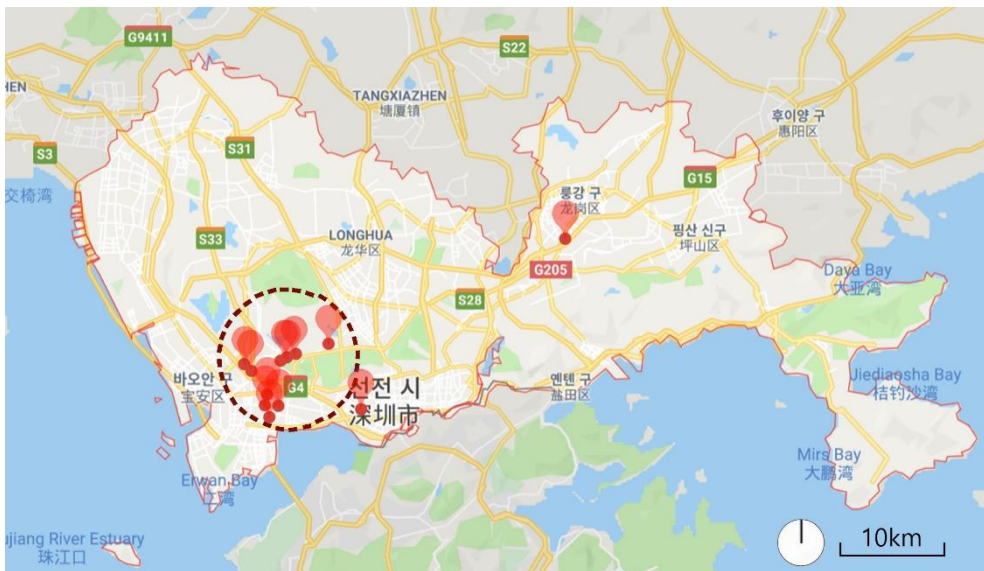 G9411
S22
HEN
TANGXIAZHEN
塘厦镇
후이양 구
惠阳区
S3
S31
G15
交椅湾
룽강 구
龙岗区
LONGHUA
龙华区
S33
핑산 신구
坪山区
G205
Daya Bay
大亚湾
S28
바오안 구
宝安区
G4
선전 시
深圳市
옌톈 구
盐田区
Jiediaosha Bay
桔钓沙湾
Mirs Bay
大鹏湾
Erwan Bay
二湾
ujiang River Estuary
珠江口
10km